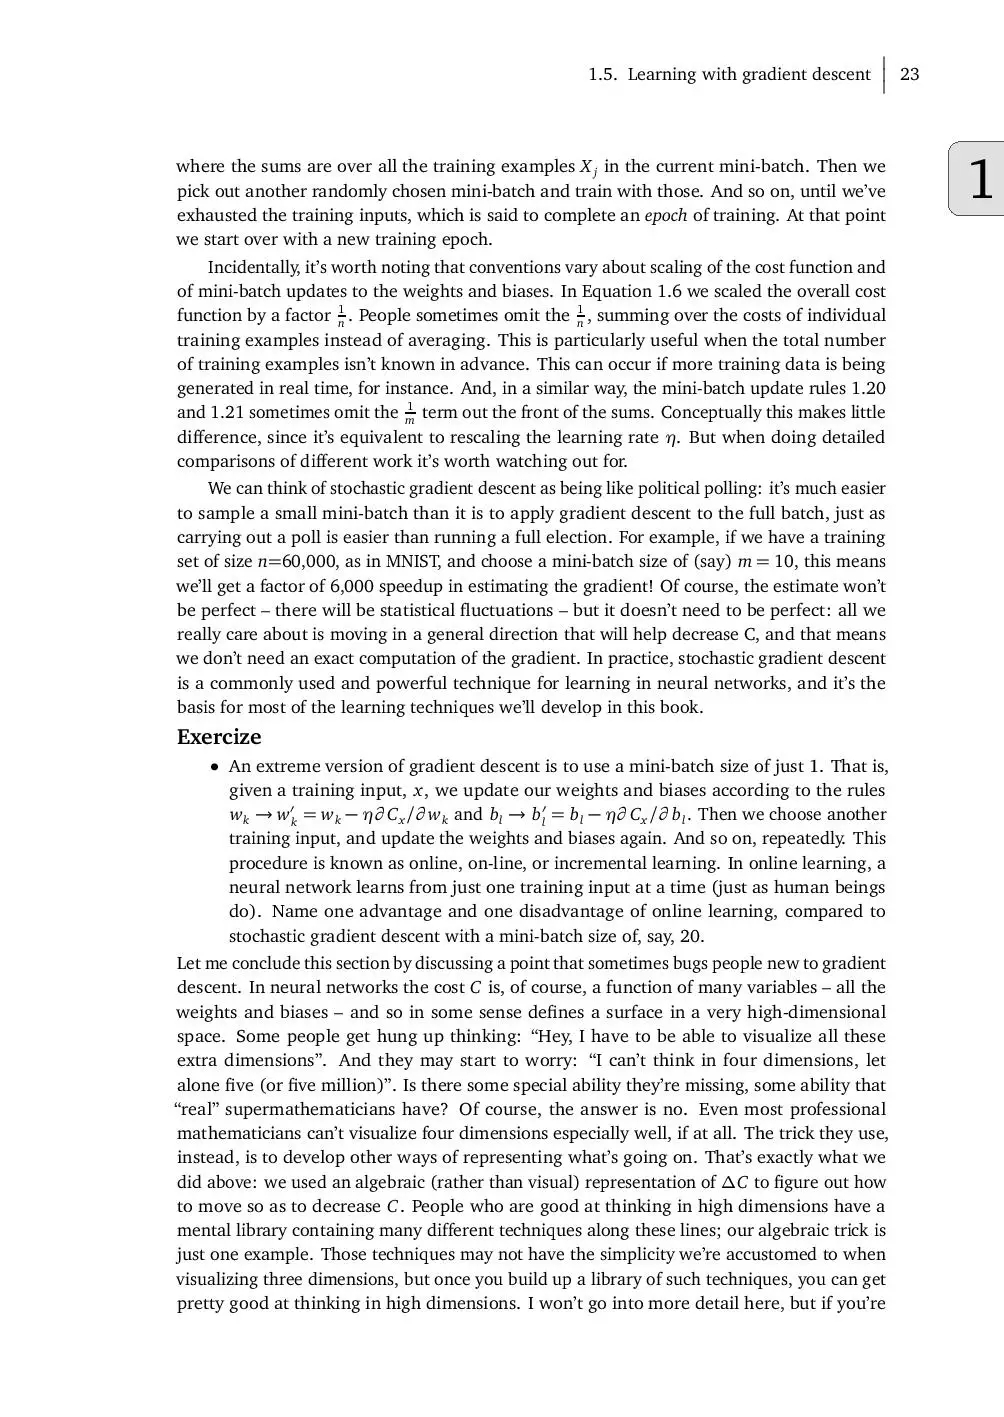 1.5. Learning with gradient descent 23
1
where the sums are over all the training examples Xj in the current mini-batch. Then we
pick out another randomly chosen mini-batch and train with those. And so on, until we've
exhausted the training inputs, which is said to complete an epoch of training. At that point
we start over with a new training epoch.
Incidentally, it's worth noting that conventions vary about scaling of the cost function and
of mini-batch updates to the weights and biases. In Equation 1.6 we scaled the overall cost
function by a factor 1/n. People sometimes omit the 1/n, summing over the costs of individual
training examples instead of averaging. This is particularly useful when the total number
of training examples isn't known in advance. This can occur if more training data is being
generated in real time, for instance. And, in a similar way, the mini-batch update rules 1.20
and 1.21 sometimes omit the 1/m term out the front of the sums. Conceptually this makes little
difference, since it's equivalent to rescaling the learning rate η. But when doing detailed
comparisons of different work it's worth watching out for.
We can think of stochastic gradient descent as being like political polling: it's much easier
to sample a small mini-batch than it is to apply gradient descent to the full batch, just as
carrying out a poll is easier than running a full election. For example, if we have a training
set of size n=60,000, as in MNIST, and choose a mini-batch size of (say) m = 10, this means
we'll get a factor of 6,000 speedup in estimating the gradient! Of course, the estimate won't
be perfect – there will be statistical fluctuations – but it doesn't need to be perfect: all we
really care about is moving in a general direction that will help decrease C, and that means
we don't need an exact computation of the gradient. In practice, stochastic gradient descent
is a commonly used and powerful technique for learning in neural networks, and it's the
basis for most of the learning techniques we'll develop in this book.
Exercize
• An extreme version of gradient descent is to use a mini-batch size of just 1. That is,
given a training input, x, we update our weights and biases according to the rules
wk → w′k = wk − η∂Cx/∂wk and bl → b′l = bl − η∂Cx/∂bl. Then we choose another
training input, and update the weights and biases again. And so on, repeatedly. This
procedure is known as online, on-line, or incremental learning. In online learning, a
neural network learns from just one training input at a time (just as human beings
do). Name one advantage and one disadvantage of online learning, compared to
stochastic gradient descent with a mini-batch size of, say, 20.
Let me conclude this section by discussing a point that sometimes bugs people new to gradient
descent. In neural networks the cost C is, of course, a function of many variables – all the
weights and biases – and so in some sense defines a surface in a very high-dimensional
space. Some people get hung up thinking: “Hey, I have to be able to visualize all these
extra dimensions”. And they may start to worry: “I can't think in four dimensions, let
alone five (or five million)”. Is there some special ability they're missing, some ability that
“real” supermathematicians have? Of course, the answer is no. Even most professional
mathematicians can't visualize four dimensions especially well, if at all. The trick they use,
instead, is to develop other ways of representing what's going on. That's exactly what we
did above: we used an algebraic (rather than visual) representation of ΔC to figure out how
to move so as to decrease C. People who are good at thinking in high dimensions have a
mental library containing many different techniques along these lines; our algebraic trick is
just one example. Those techniques may not have the simplicity we're accustomed to when
visualizing three dimensions, but once you build up a library of such techniques, you can get
pretty good at thinking in high dimensions. I won't go into more detail here, but if you're